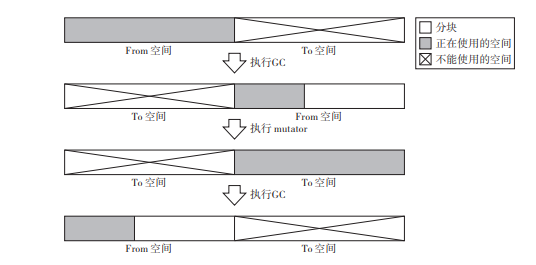 分块
正在使用的空间
不能使用的空间
From 空间 To 空间
执行GC
To 空间 From 空间
执行 mutator
To 空间 To 空间
执行GC
From 空间 To 空间